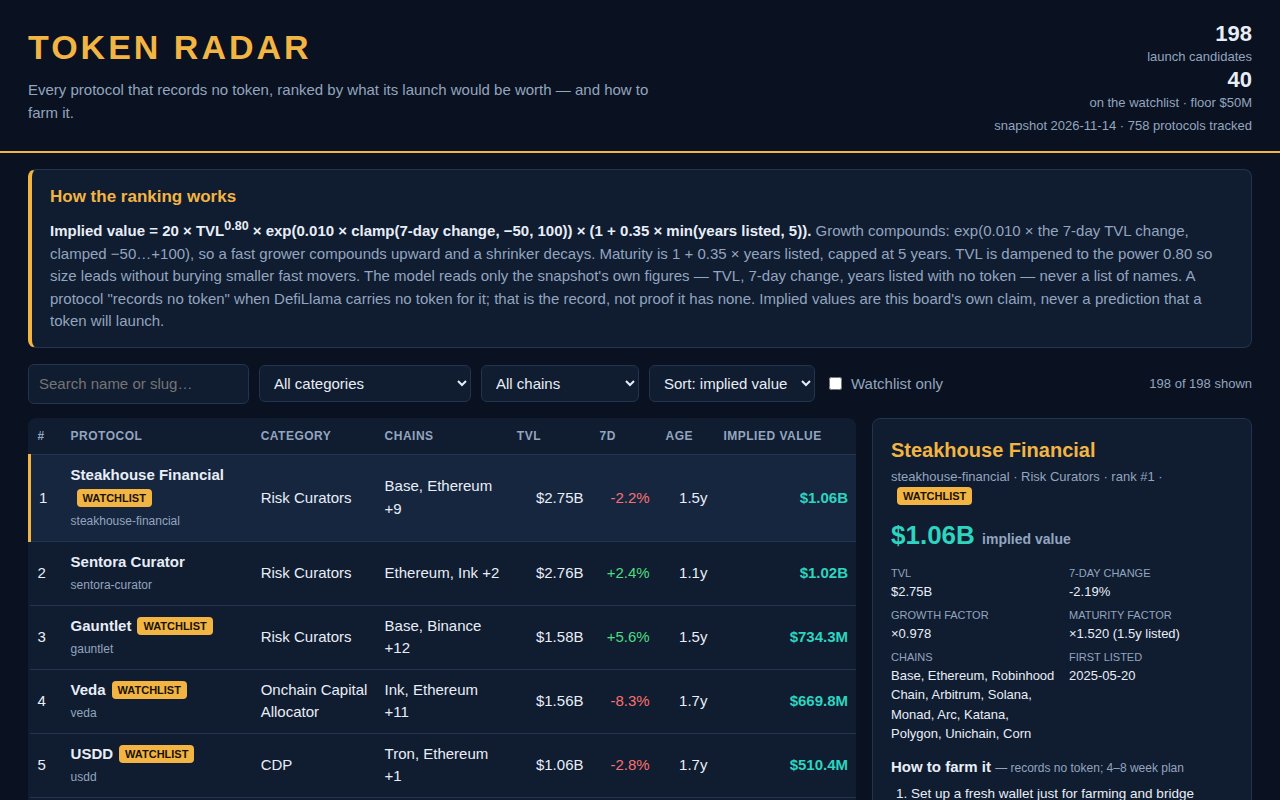 TOKEN RADAR
Every protocol that records no token, ranked by what its launch would be worth — and how to
farm it.
198
launch candidates
40
on the watchlist · floor $50M
snapshot 2026-11-14 · 758 protocols tracked
How the ranking works
Implied value = 20 × TVL^0.80 × exp(0.010 × clamp(7-day change, −50, 100)) × (1 + 0.35 × min(years listed, 5)). Growth compounds: exp(0.010 × the 7-day TVL change,
clamped −50…+100), so a fast grower compounds upward and a shrinker decays. Maturity is 1 + 0.35 × years listed, capped at 5 years. TVL is dampened to the power 0.80 so
size leads without burying smaller fast movers. The model reads only the snapshot's own figures — TVL, 7-day change, years listed with no token — never a list of names. A
protocol "records no token" when DefiLlama carries no token for it; that is the record, not proof it has none. Implied values are this board's own claim, never a prediction that a
token will launch.
Search name or slug…
All categories
All chains
Sort: implied value
Watchlist only
198 of 198 shown
# PROTOCOL CATEGORY CHAINS TVL 7D AGE IMPLIED VALUE
1 Steakhouse Financial WATCHLIST steakhouse-financial Risk Curators Base, Ethereum +9 $2.75B -2.2% 1.5y $1.06B
2 Sentora Curator sentora-curator Risk Curators Ethereum, Ink +2 $2.76B +2.4% 1.1y $1.02B
3 Gauntlet WATCHLIST gauntlet Risk Curators Base, Binance +12 $1.58B +5.6% 1.5y $734.3M
4 Veda WATCHLIST veda Onchain Capital Allocator Ink, Ethereum +11 $1.56B -8.3% 1.7y $669.8M
5 USDD WATCHLIST usdd CDP Tron, Ethereum +1 $1.06B -2.8% 1.7y $510.4M
Steakhouse Financial
steakhouse-financial · Risk Curators · rank #1 ·
WATCHLIST
$1.06B implied value
TVL
$2.75B
7-DAY CHANGE
-2.19%
GROWTH FACTOR
×0.978
MATURITY FACTOR
×1.520 (1.5y listed)
CHAINS
Base, Ethereum, Robinhood
Chain, Arbitrum, Solana,
Monad, Arc, Katana,
Polygon, Unichain, Corn
FIRST LISTED
2025-05-20
How to farm it — records no token; 4–8 week plan
1. Set up a fresh wallet just for farming and bridge